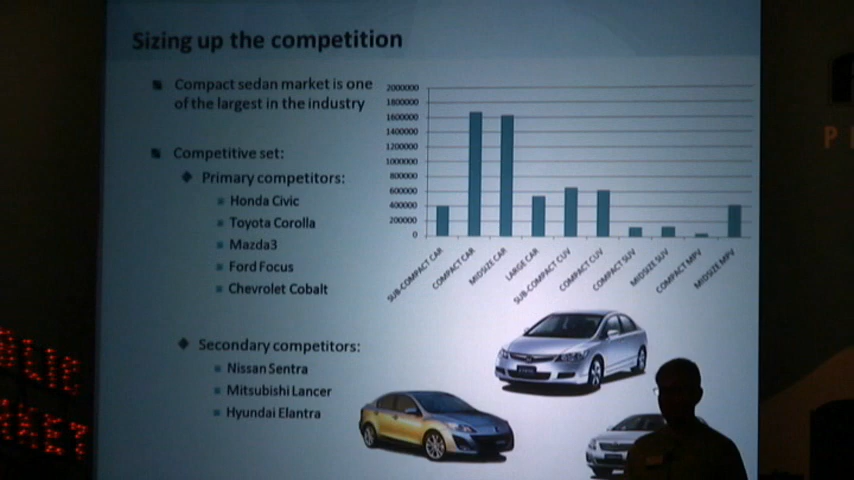 Sizing up the competition
Compact sedan market is one
of the largest in the industry
Competitive set:
Primary competitors:
Honda Civic
Toyota Corolla
Mazda3
Ford Focus
Chevrolet Cobalt
Secondary competitors:
Nissan Sentra
Mitsubishi Lancer
Hyundai Elantra
2000000
1800000
1600000
1400000
1200000
1000000
800000
600000
400000
200000
0
SUB-COMPACT CAR
COMPACT CAR
MIDSIZE CAR
LARGE CAR
SUB-COMPACT CUV
COMPACT CUV
COMPACT SUV
MIDSIZE SUV
COMPACT MPV
MIDSIZE MPV